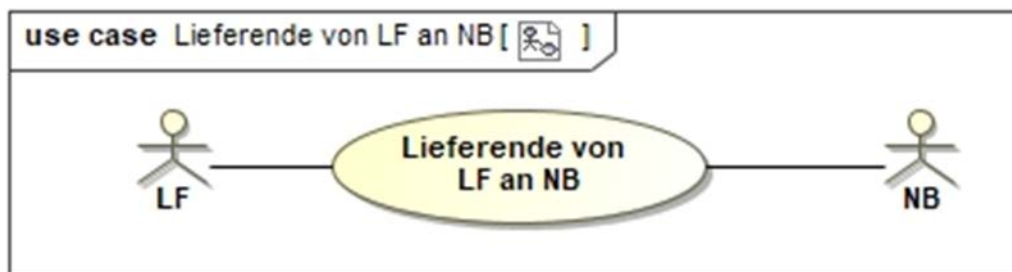 use case Lieferende von LF an NB [ ]
Lieferende von
LF an NB
LF
NB